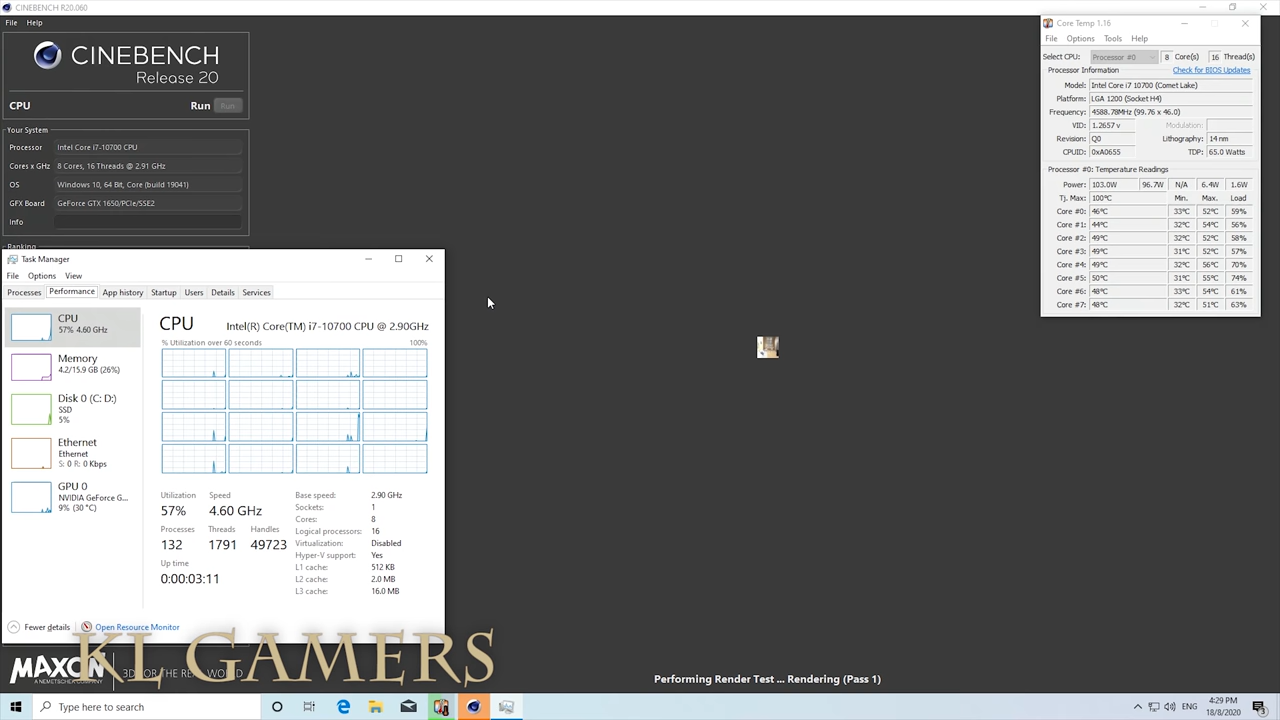 CINEBENCH R20.060
File Help
CINEBENCH
Release 20
CPU Run Run
Your System
Processor Intel Core i7-10700 CPU
Cores x GHz 8 Cores, 16 Threads @ 2.91 GHz
OS Windows 10, 64 Bit, Core (build 19041)
GFX Board GeForce GTX 1650/PCIe/SSE2
Info
Ranking
Task Manager
File Options View
Processes Performance App history Startup Users Details Services
CPU
57% 4.60 GHz
Memory
4.2/15.9 GB (26%)
Disk 0 (C: D:)
SSD
5%
Ethernet
Ethernet
S: 0 R: 0 Kbps
GPU 0
NVIDIA GeForce G...
9% (30 °C)
CPU Intel(R) Core(TM) i7-10700 CPU @ 2.90GHz
% Utilization over 60 seconds 100%
Utilization Speed
57% 4.60 GHz
Processes Threads Handles
132 1791 49723
Up time
0:00:03:11
Base speed: 2.90 GHz
Sockets: 1
Cores: 8
Logical processors: 16
Virtualization: Disabled
Hyper-V support: Yes
L1 cache: 512 KB
L2 cache: 2.0 MB
L3 cache: 16.0 MB
Fewer details Open Resource Monitor
Core Temp 1.16
File Options Tools Help
Select CPU: Processor #0 8 Core(s) 16 Thread(s)
Processor Information Check for BIOS Updates
Model: Intel Core i7 10700 (Comet Lake)
Platform: LGA 1200 (Socket H4)
Frequency: 4588.78MHz (99.76 x 46.0)
VID: 1.2657 v Modulation:
Revision: Q0 Lithography: 14 nm
CPUID: 0xA0655 TDP: 65.0 Watts
Processor #0: Temperature Readings
Power: 103.0W 96.7W N/A 6.4W 1.6W
Tj. Max: 100°C Min. Max. Load
Core #0: 46°C 33°C 52°C 59%
Core #1: 44°C 32°C 54°C 56%
Core #2: 49°C 32°C 52°C 58%
Core #3: 49°C 31°C 52°C 57%
Core #4: 49°C 32°C 56°C 70%
Core #5: 50°C 31°C 55°C 74%
Core #6: 48°C 33°C 54°C 61%
Core #7: 48°C 32°C 51°C 63%
KL GAMERS
MAXON 3D FOR THE REAL WORLD
A NEMETSCHEK COMPANY
Performing Render Test ... Rendering (Pass 1)
Type here to search
ENG
4:29 PM
18/8/2020
3